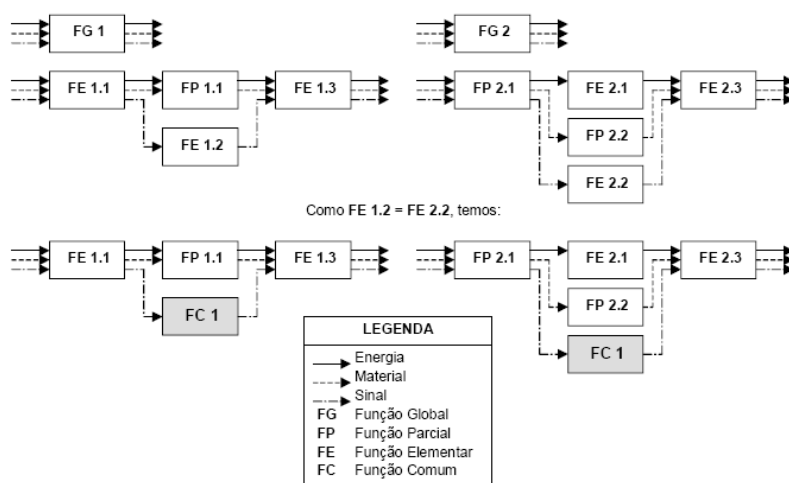 FG 1
FG 2
FE 1.1
FP 1.1
FE 1.3
FP 2.1
FE 2.1
FE 2.3
FE 1.2
FP 2.2
FE 2.2
Como FE 1.2 = FE 2.2, temos:
FE 1.1
FP 1.1
FE 1.3
FP 2.1
FE 2.1
FE 2.3
FC 1
FP 2.2
FC 1
LEGENDA
Energia
Material
Sinal
FG Função Global
FP Função Parcial
FE Função Elementar
FC Função Comum